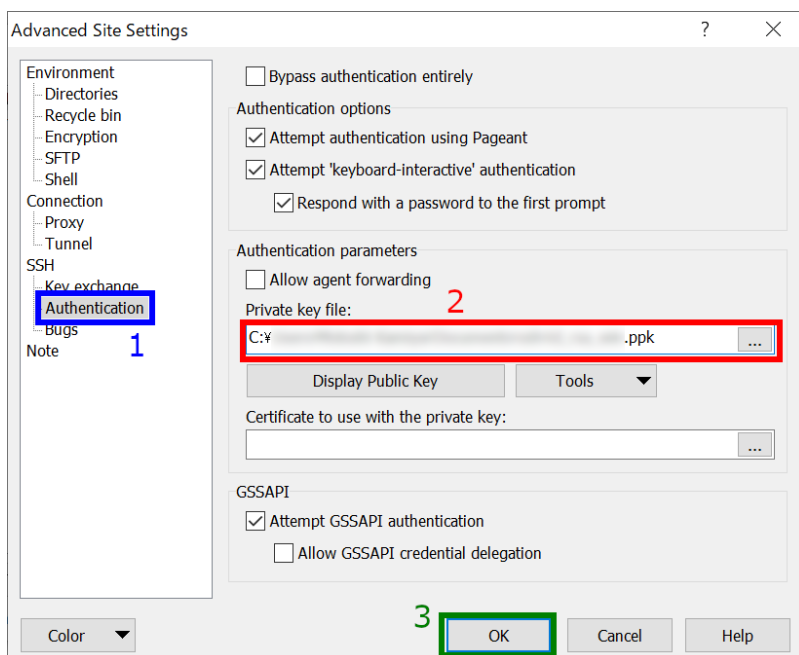 Advanced Site Settings
Environment
Directories
Recycle bin
Encryption
SFTP
Shell
Connection
Proxy
Tunnel
SSH
Key exchange
Authentication
Bugs
Note
1
Bypass authentication entirely
Authentication options
Attempt authentication using Pageant
Attempt 'keyboard-interactive' authentication
Respond with a password to the first prompt
Authentication parameters
Allow agent forwarding
2
Private key file:
C:¥ .ppk ...
Display Public Key Tools
Certificate to use with the private key:
...
GSSAPI
Attempt GSSAPI authentication
Allow GSSAPI credential delegation
3
Color OK Cancel Help